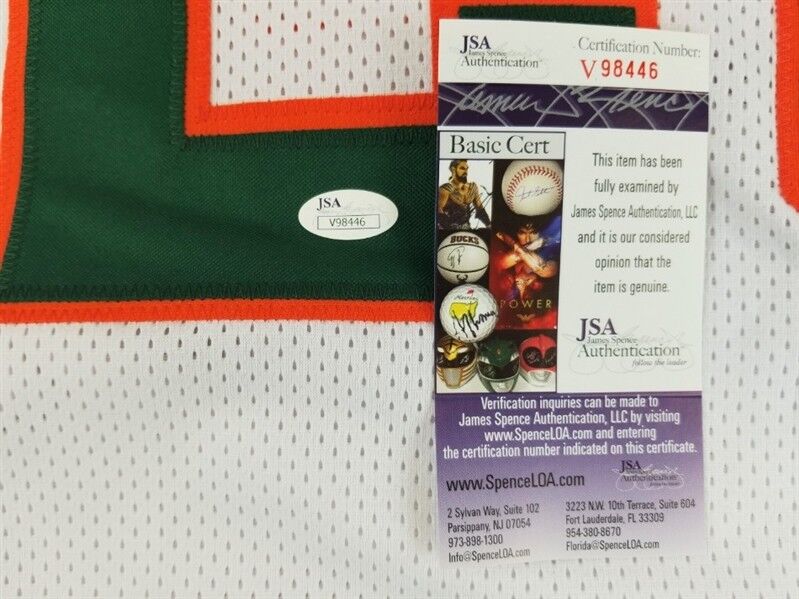 JSA
Authentication™
Certification Number:
V98446
Basic Cert
BUCKS
POWER
This item has been
fully examined by
James Spence Authentication, LLC
and it is our considered
opinion that the
item is genuine.
JSA
James Spence
Authentication™
follow the leader
Verification inquiries can be made to
James Spence Authentication, LLC by visiting
www.SpenceLOA.com and entering
the certification number indicated on this certificate.
JSA
Authentication
www.SpenceLOA.com
2 Sylvan Way, Suite 102
Parsippany, NJ 07054
973-898-1300
Info@SpenceLOA.com
3223 N.W. 10th Terrace, Suite 604
Fort Lauderdale, FL 33309
954-380-8670
Florida@SpenceLOA.com
JSA
V98446